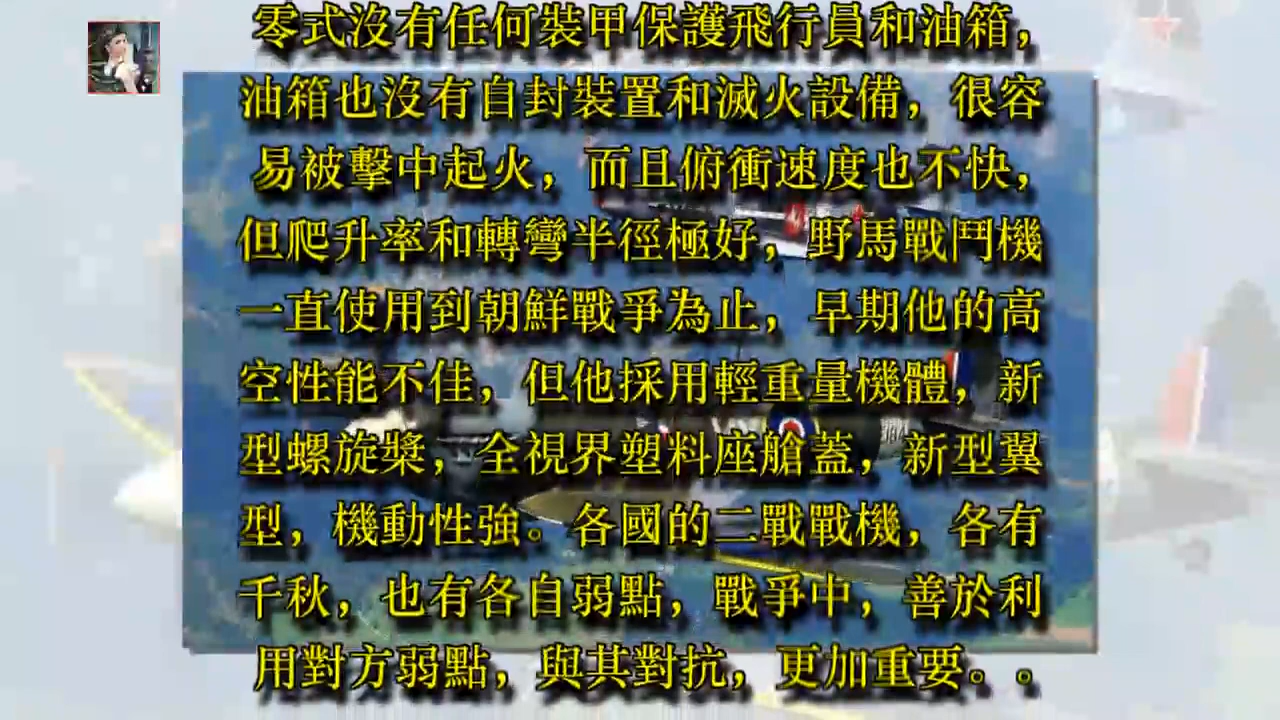 零式沒有任何裝甲保護飛行員和油箱，
油箱也沒有自封裝置和滅火設備，很容
易被擊中起火，而且俯衝速度也不快，
但爬升率和轉彎半徑極好，野馬戰鬥機
一直使用到朝鮮戰爭為止，早期他的高
空性能不佳，但他採用輕重量機體，新
型螺旋槳，全視界塑料座艙蓋，新型翼
型，機動性強。各國的二戰戰機，各有
千秋，也有各自弱點，戰爭中，善於利
用對方弱點，與其對抗，更加重要。。